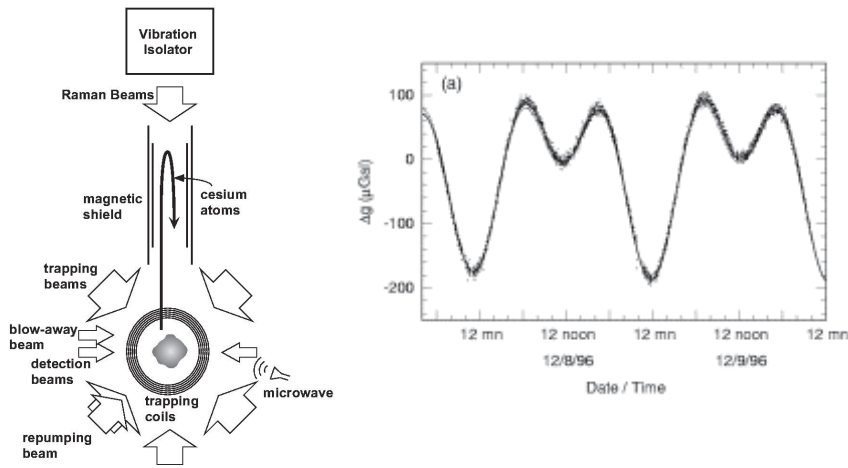 Vibration
Isolator
Raman Beams
magnetic
shield
cesium
atoms
trapping
beams
blow-away
beam
detection
beams
trapping
coils
microwave
repumping
beam
(a)
100
0
-100
-200
Δg (μGal)
12 mn
12 noon
12 mn
12 noon
12 mn
12/8/96
12/9/96
Date / Time